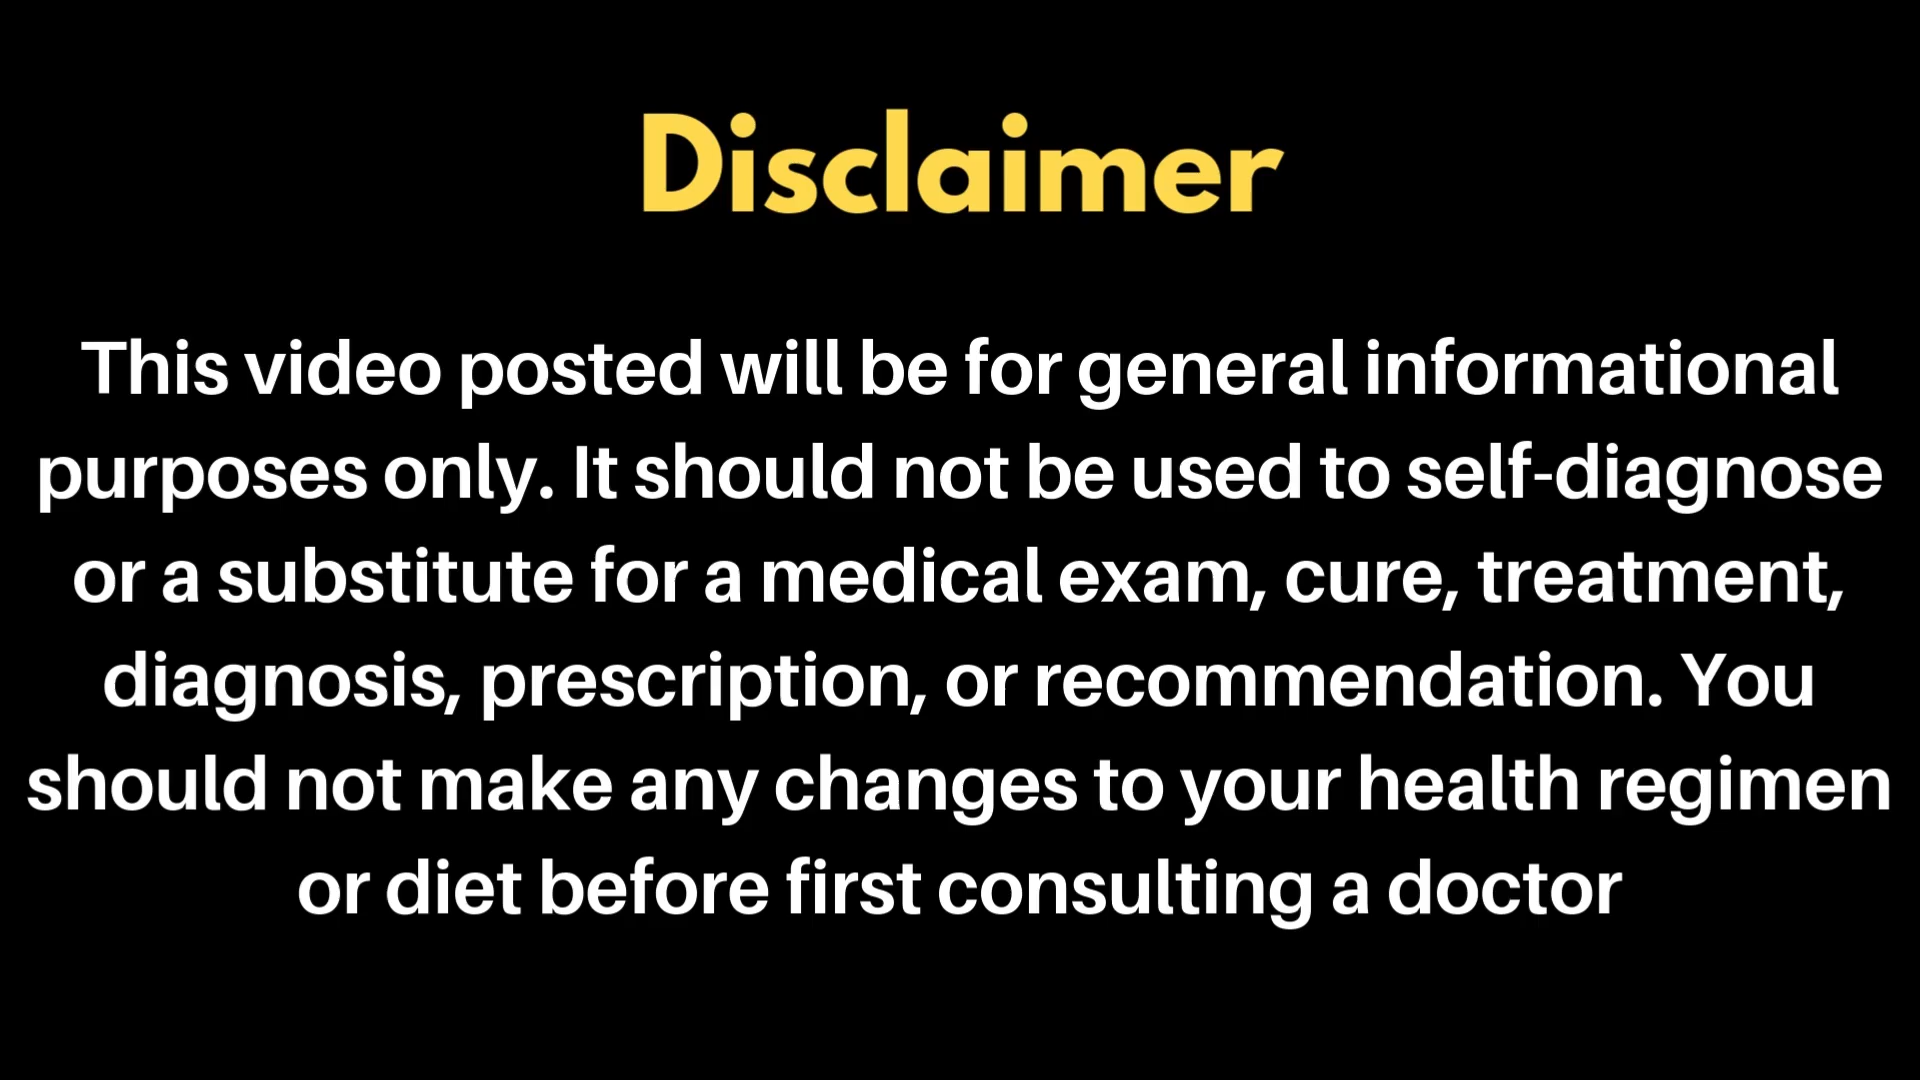 Disclaimer
This video posted will be for general informational
purposes only. It should not be used to self-diagnose
or a substitute for a medical exam, cure, treatment,
diagnosis, prescription, or recommendation. You
should not make any changes to your health regimen
or diet before first consulting a doctor